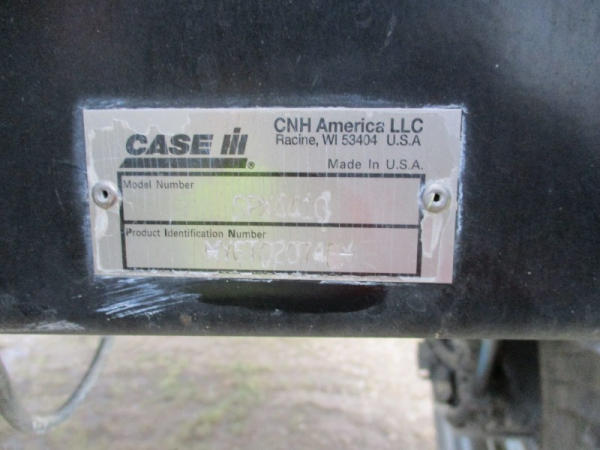 CASE IH
CNH America LLC
Racine, WI 53404 U.S.A
Made In U.S.A.
Model Number
Product Identification Number